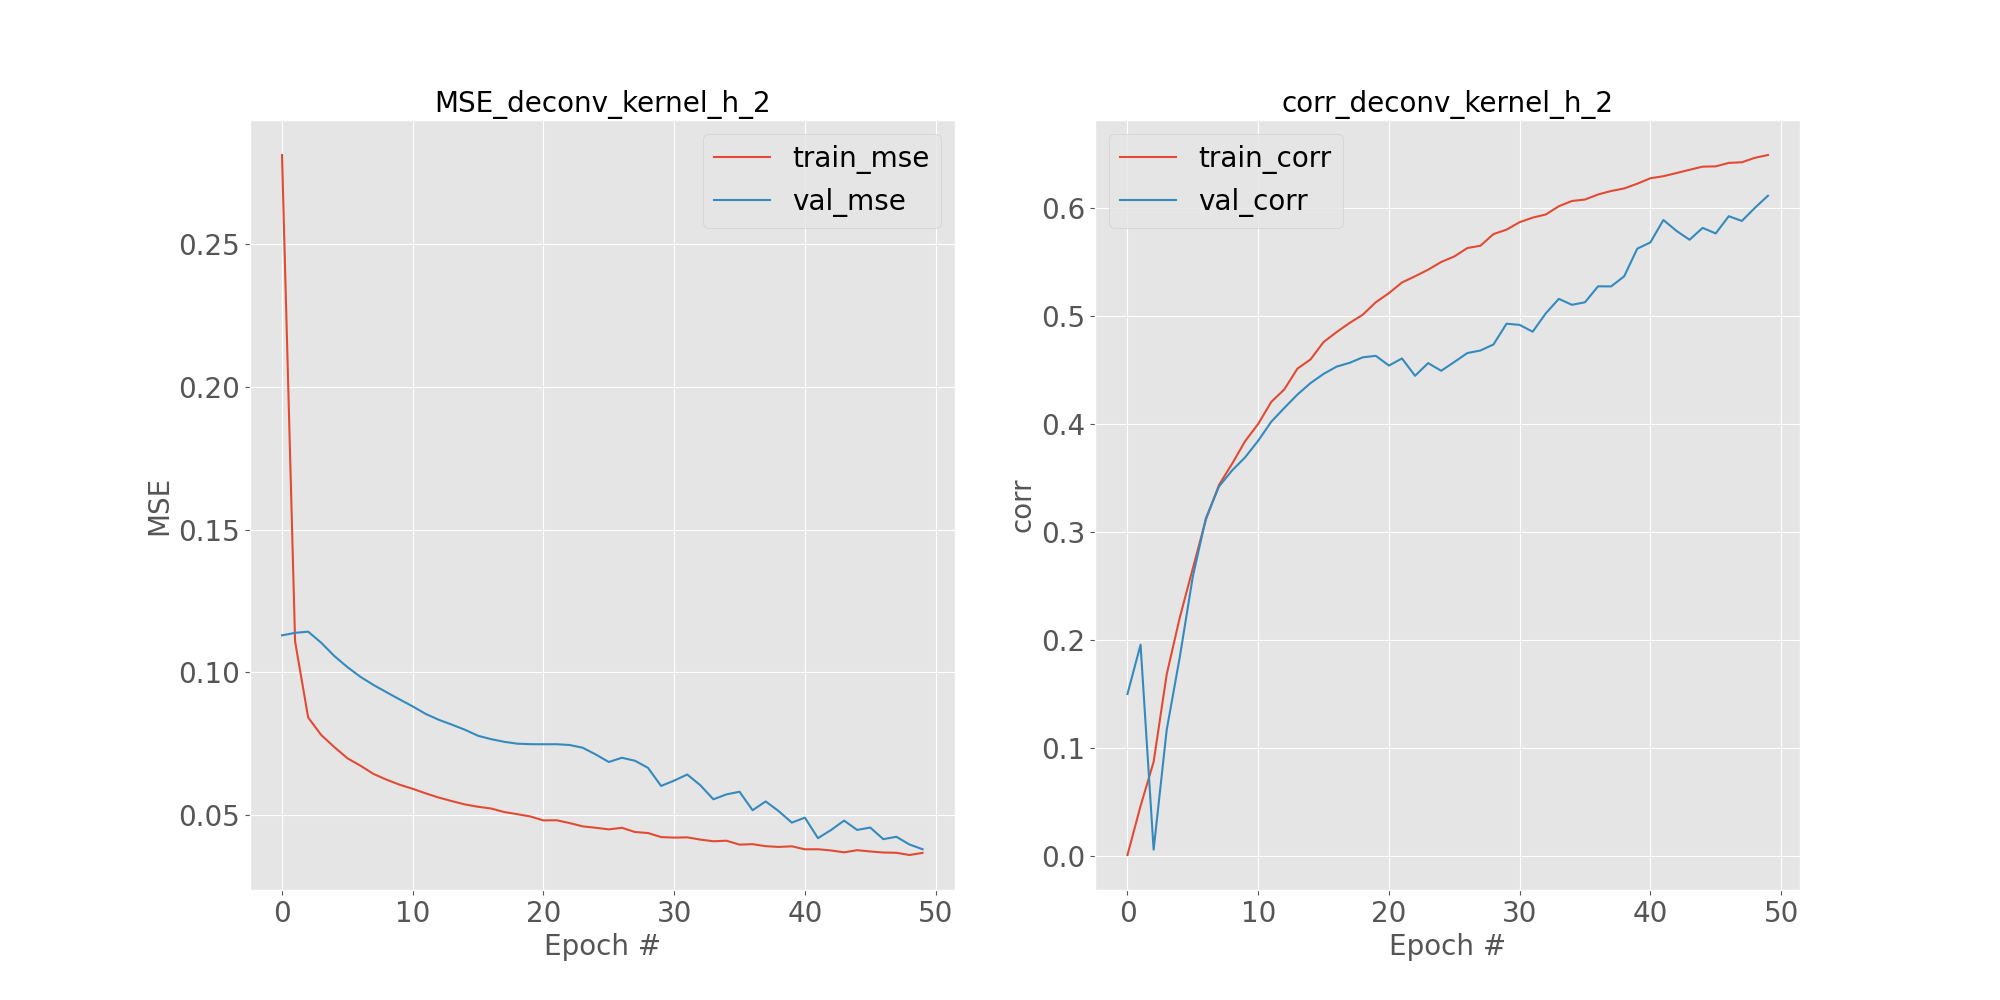 MSE_deconv_kernel_h_2
train_mse
val_mse
0.25
0.20
0.15
0.10
0.05
MSE
0 10 20 30 40 50
Epoch #
corr_deconv_kernel_h_2
train_corr
val_corr
0.6
0.5
0.4
0.3
0.2
0.1
0.0
corr
0 10 20 30 40 50
Epoch #